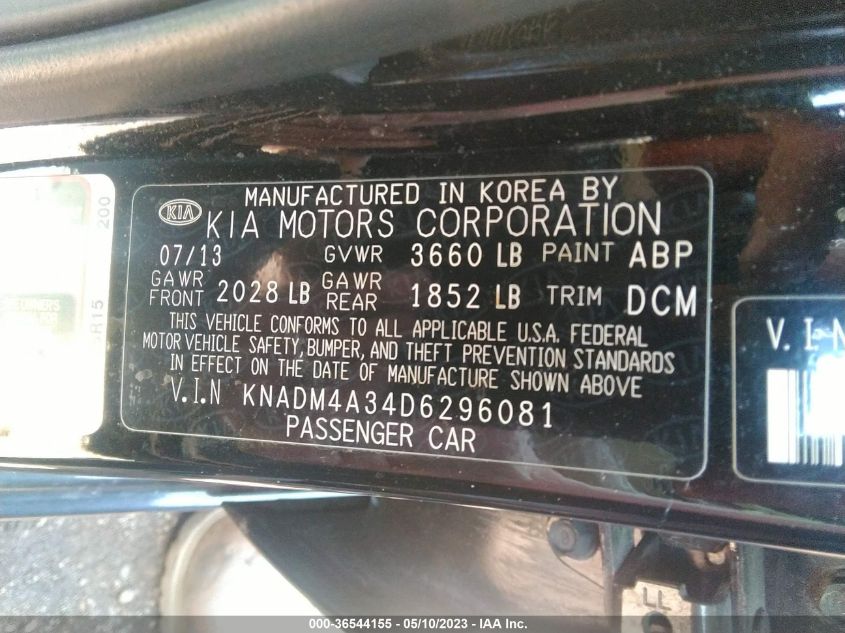 MANUFACTURED IN KOREA BY
KIA KIA MOTORS CORPORATION
07/13 GVWR 3660 LB PAINT ABP
GAWR FRONT 2028 LB GAWR REAR 1852 LB TRIM DCM
THIS VEHICLE CONFORMS TO ALL APPLICABLE U.S.A. FEDERAL
MOTOR VEHICLE SAFETY, BUMPER, AND THEFT PREVENTION STANDARDS
IN EFFECT ON THE DATE OF MANUFACTURE SHOWN ABOVE
V.I.N KNADM4A34D6296081
PASSENGER CAR
V.I.N
200
R15
LL
000-36544155 - 05/10/2023 - IAA Inc.